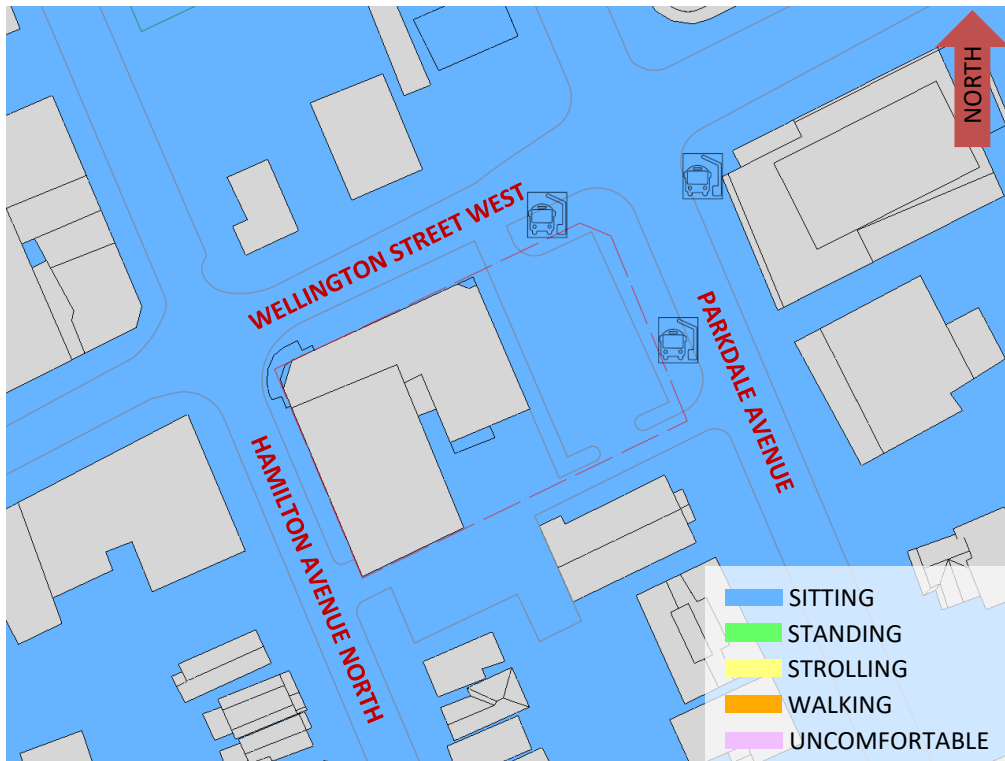 NORTH
WELLINGTON STREET WEST
PARKDALE AVENUE
HAMILTON AVENUE NORTH
SITTING
STANDING
STROLLING
WALKING
UNCOMFORTABLE